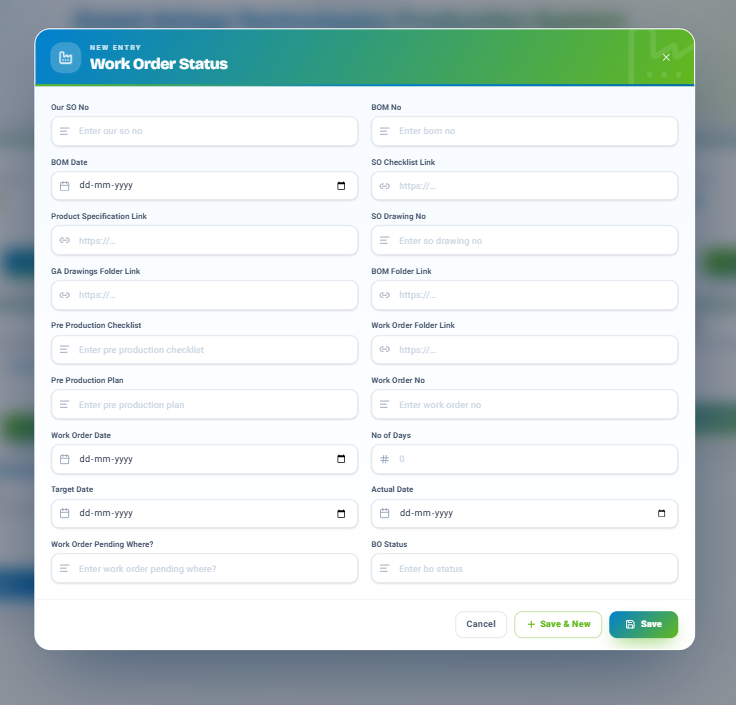 NEW ENTRY
Work Order Status
Our SO No
BOM No
Enter our so no
Enter bom no
BOM Date
SO Checklist Link
dd-mm-yyyy
https://...
Product Specification Link
SO Drawing No
https://...
Enter so drawing no
GA Drawings Folder Link
BOM Folder Link
https://...
https://...
Pre Production Checklist
Work Order Folder Link
Enter pre production checklist
https://...
Pre Production Plan
Work Order No
Enter pre production plan
Enter work order no
Work Order Date
No of Days
dd-mm-yyyy
0
Target Date
Actual Date
dd-mm-yyyy
dd-mm-yyyy
Work Order Pending Where?
BO Status
Enter work order pending where?
Enter bo status
Cancel
Save & New
Save